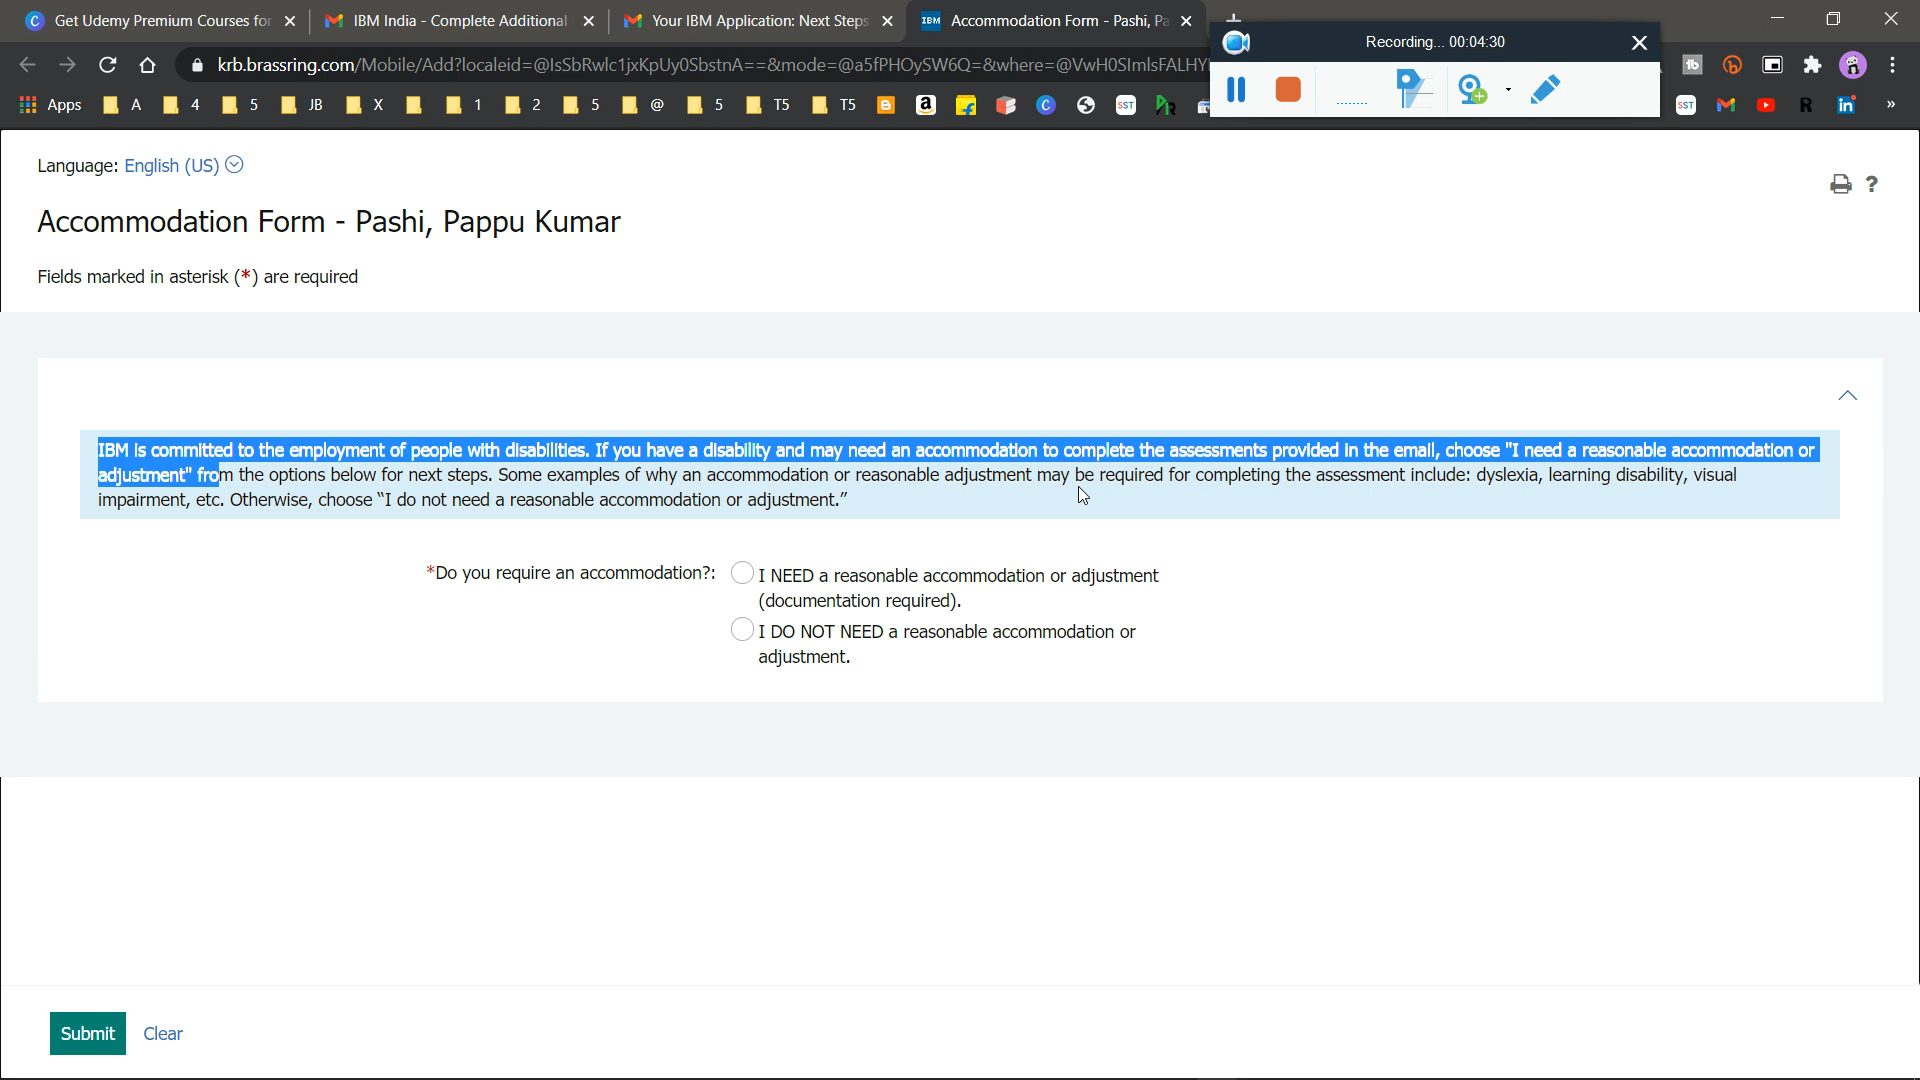 Get Udemy Premium Courses for
IBM India - Complete Additional
Your IBM Application: Next Steps
IBM Accommodation Form - Pashi, Pa
Recording... 00:04:30
krb.brassring.com/Mobile/Add?localeid=@IsSbRwlc1jxKpUy0SbstnA==&mode=@a5fPHOySW6Q=&where=@VwH0SImlsFALHYI
Apps A 4 5 JB X 1 2 5 @ 5 T5 T5 SST SST R in »
Language: English (US)
?
Accommodation Form - Pashi, Pappu Kumar
Fields marked in asterisk (*) are required
IBM is committed to the employment of people with disabilities. If you have a disability and may need an accommodation to complete the assessments provided in the email, choose "I need a reasonable accommodation or
adjustment" from the options below for next steps. Some examples of why an accommodation or reasonable adjustment may be required for completing the assessment include: dyslexia, learning disability, visual
impairment, etc. Otherwise, choose “I do not need a reasonable accommodation or adjustment.”
*Do you require an accommodation?: I NEED a reasonable accommodation or adjustment
(documentation required).
I DO NOT NEED a reasonable accommodation or
adjustment.
Submit Clear